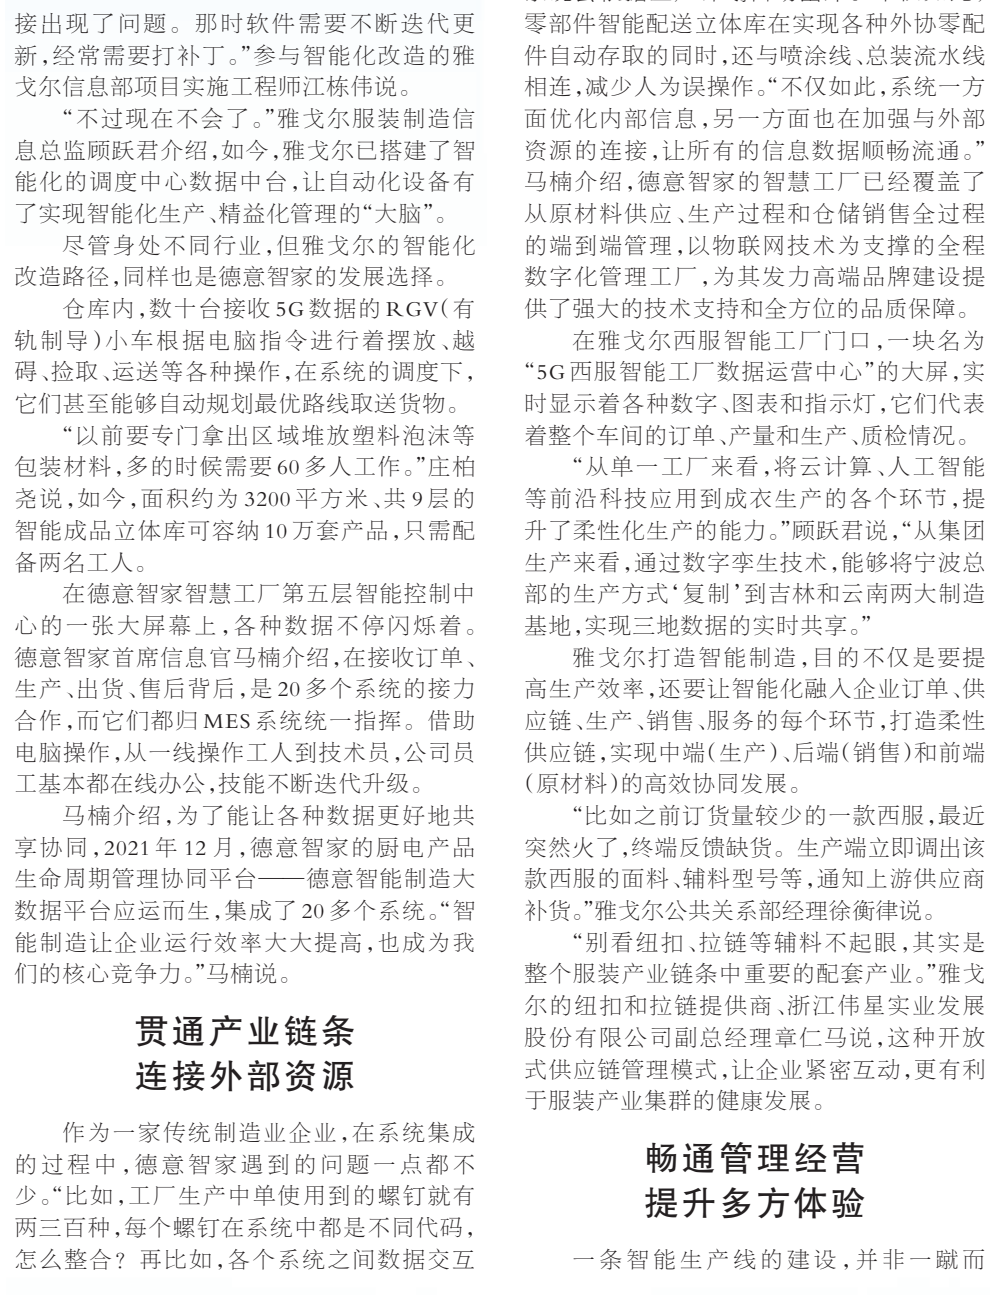 接出现了问题。那时软件需要不断迭代更
新,经常需要打补丁。”参与智能化改造的雅
戈尔信息部项目实施工程师江栋伟说。
“不过现在不会了。”雅戈尔服装制造信
息总监顾跃君介绍,如今,雅戈尔已搭建了智
能化的调度中心数据中台,让自动化设备有
了实现智能化生产、精益化管理的“大脑”。
尽管身处不同行业,但雅戈尔的智能化
改造路径,同样也是德意智家的发展选择。
仓库内,数十台接收5G数据的RGV(有
轨制导)小车根据电脑指令进行着摆放、越
碍、捡取、运送等各种操作,在系统的调度下,
它们甚至能够自动规划最优路线取送货物。
“以前要专门拿出区域堆放塑料泡沫等
包装材料,多的时候需要60多人工作。”庄柏
尧说,如今,面积约为3200平方米、共9层的
智能成品立体库可容纳10万套产品,只需配
备两名工人。
在德意智家智慧工厂第五层智能控制中
心的一张大屏幕上,各种数据不停闪烁着。
德意智家首席信息官马楠介绍,在接收订单、
生产、出货、售后背后,是20多个系统的接力
合作,而它们都归MES系统统一指挥。借助
电脑操作,从一线操作工人到技术员,公司员
工基本都在线办公,技能不断迭代升级。
马楠介绍,为了能让各种数据更好地共
享协同,2021年12月,德意智家的厨电产品
生命周期管理协同平台——德意智能制造大
数据平台应运而生,集成了20多个系统。“智
能制造让企业运行效率大大提高,也成为我
们的核心竞争力。”马楠说。
贯通产业链条
连接外部资源
作为一家传统制造业企业,在系统集成
的过程中,德意智家遇到的问题一点都不
少。“比如,工厂生产中单使用到的螺钉就有
两三百种,每个螺钉在系统中都是不同代码,
怎么整合?再比如,各个系统之间数据交互
零部件智能配送立体库在实现各种外协零配
件自动存取的同时,还与喷涂线、总装流水线
相连,减少人为误操作。“不仅如此,系统一方
面优化内部信息,另一方面也在加强与外部
资源的连接,让所有的信息数据顺畅流通。”
马楠介绍,德意智家的智慧工厂已经覆盖了
从原材料供应、生产过程和仓储销售全过程
的端到端管理,以物联网技术为支撑的全程
数字化管理工厂,为其发力高端品牌建设提
供了强大的技术支持和全方位的品质保障。
在雅戈尔西服智能工厂门口,一块名为
“5G西服智能工厂数据运营中心”的大屏,实
时显示着各种数字、图表和指示灯,它们代表
着整个车间的订单、产量和生产、质检情况。
“从单一工厂来看,将云计算、人工智能
等前沿科技应用到成衣生产的各个环节,提
升了柔性化生产的能力。”顾跃君说,“从集团
生产来看,通过数字孪生技术,能够将宁波总
部的生产方式‘复制’到吉林和云南两大制造
基地,实现三地数据的实时共享。”
雅戈尔打造智能制造,目的不仅是要提
高生产效率,还要让智能化融入企业订单、供
应链、生产、销售、服务的每个环节,打造柔性
供应链,实现中端(生产)、后端(销售)和前端
(原材料)的高效协同发展。
“比如之前订货量较少的一款西服,最近
突然火了,终端反馈缺货。生产端立即调出该
款西服的面料、辅料型号等,通知上游供应商
补货。”雅戈尔公共关系部经理徐衡律说。
“别看纽扣、拉链等辅料不起眼,其实是
整个服装产业链条中重要的配套产业。”雅戈
尔的纽扣和拉链提供商、浙江伟星实业发展
股份有限公司副总经理章仁马说,这种开放
式供应链管理模式,让企业紧密互动,更有利
于服装产业集群的健康发展。
畅通管理经营
提升多方体验
一条智能生产线的建设,并非一蹴而